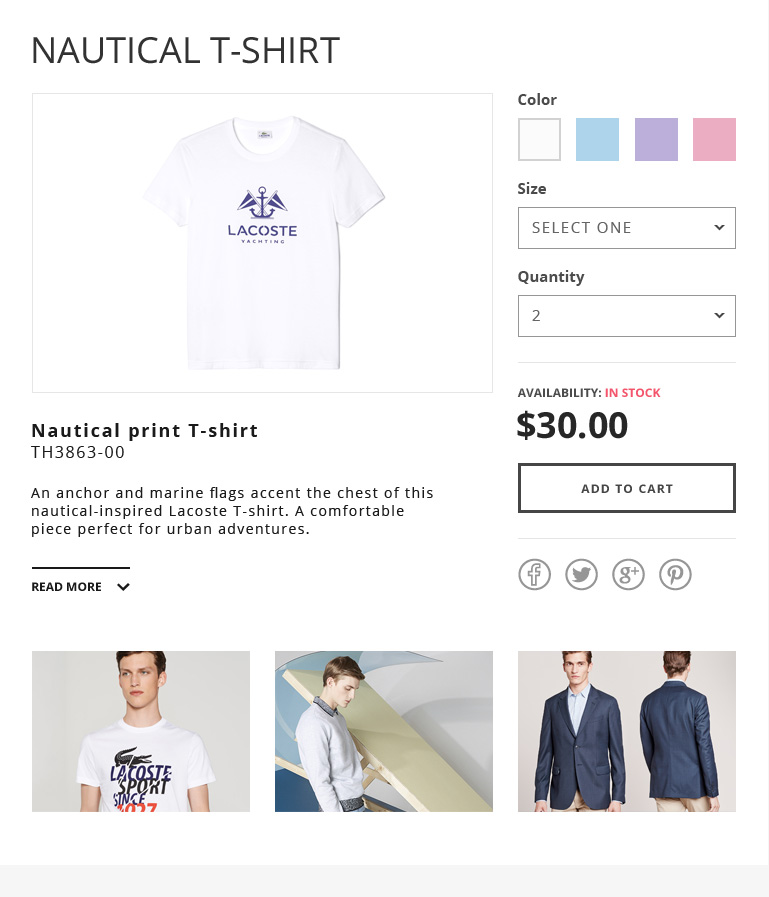 NAUTICAL T-SHIRT
LACOSTE
YACHTING
Color
Size
SELECT ONE
Quantity
2
AVAILABILITY: IN STOCK
$30.00
ADD TO CART
Nautical print T-shirt
TH3863-00
An anchor and marine flags accent the chest of this
nautical-inspired Lacoste T-shirt. A comfortable
piece perfect for urban adventures.
READ MORE
f
g+
LACOSTE
SPORT
SINCE